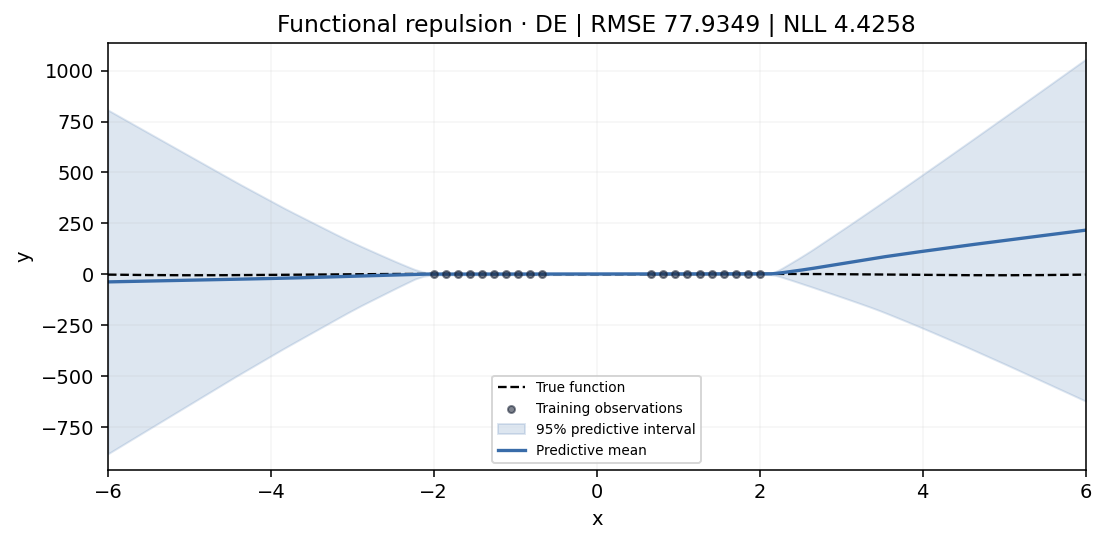 Functional repulsion · DE | RMSE 77.9349 | NLL 4.4258
1000
750
500
250
0
−250
−500
−750
y
True function
Training observations
95% predictive interval
Predictive mean
−6
−4
−2
0
2
4
6
x